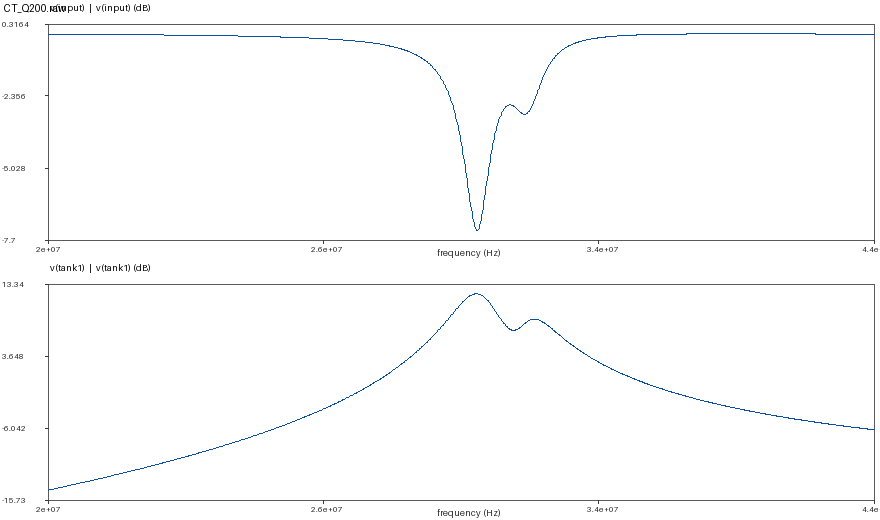 CT_Q200.raw
v(input) | v(input) (dB)
0.3164
-2.356
-5.028
-7.7
2e+07
2.6e+07
3.4e+07
4.4e
frequency (Hz)
v(tank1) | v(tank1) (dB)
13.34
3.648
-6.042
-15.73
2e+07
2.6e+07
3.4e+07
4.4e
frequency (Hz)